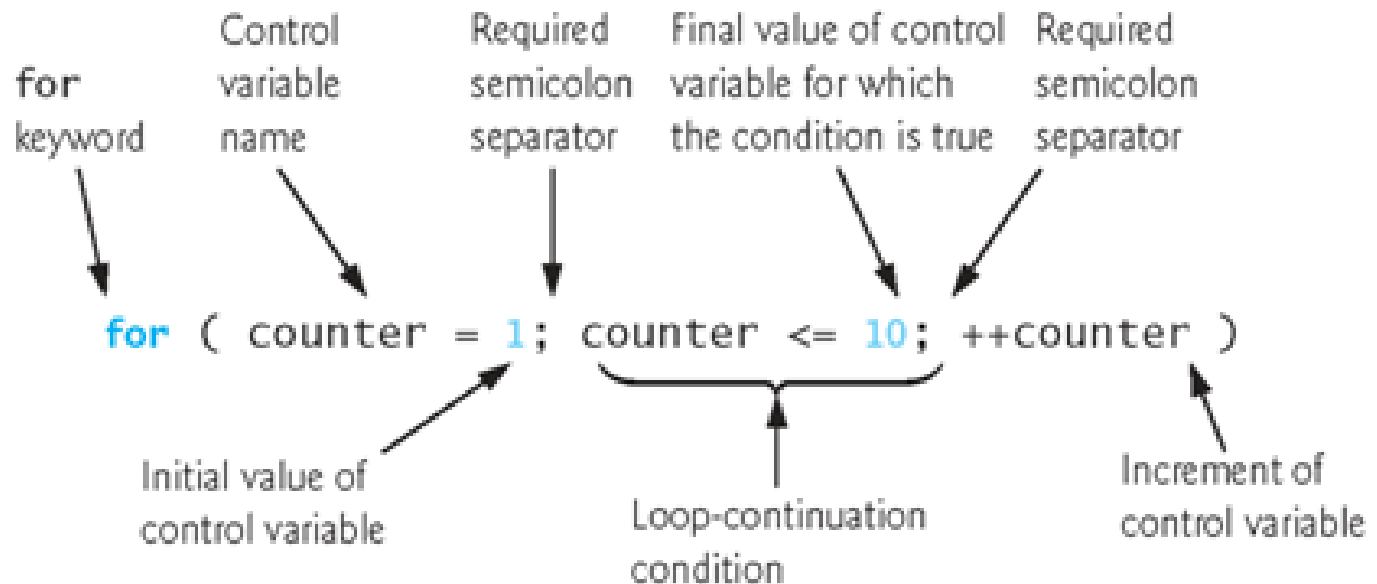 for
keyword
Control
variable
name
Required
semicolon
separator
Final value of control
variable for which
the condition is true
Required
semicolon
separator
for ( counter = 1; counter <= 10; ++counter )
Initial value of
control variable
Loop-continuation
condition
Increment of
control variable